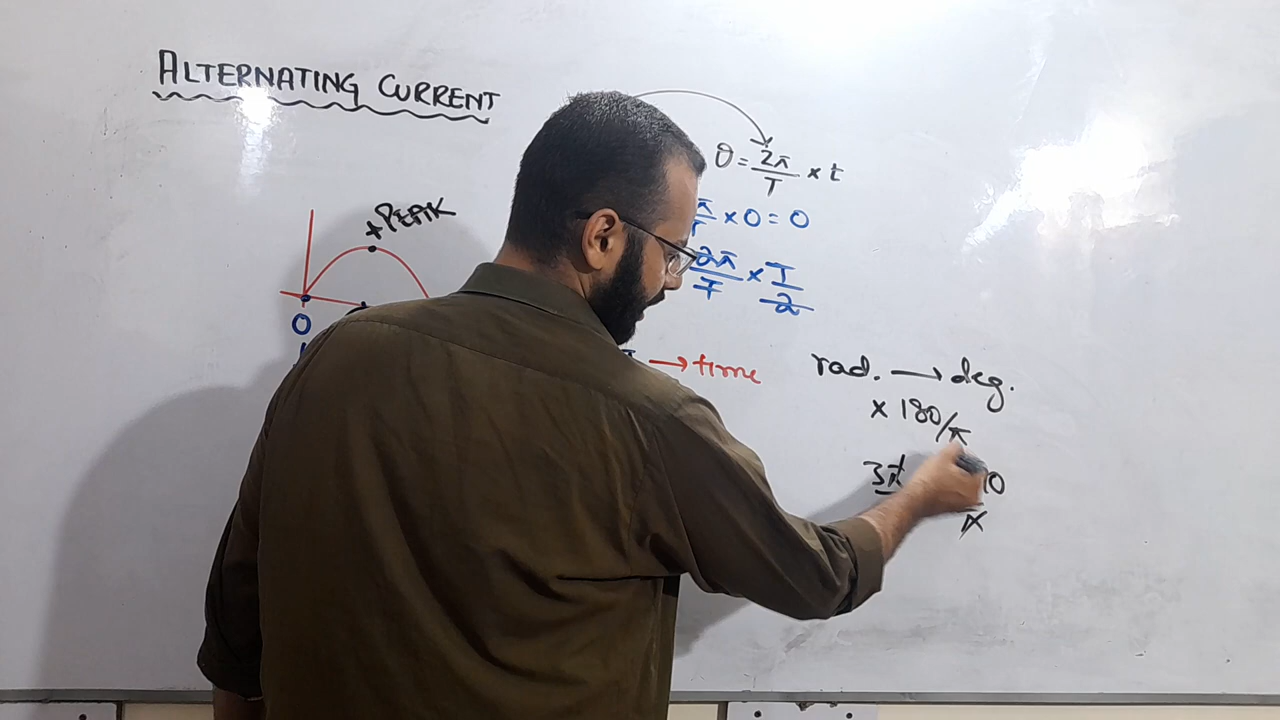 ALTERNATING CURRENT
θ = 2π/T × t
× 0 = 0
2π/T × T/2
PEAK
0
→ time
rad. → deg.
× 180/π
3π
π